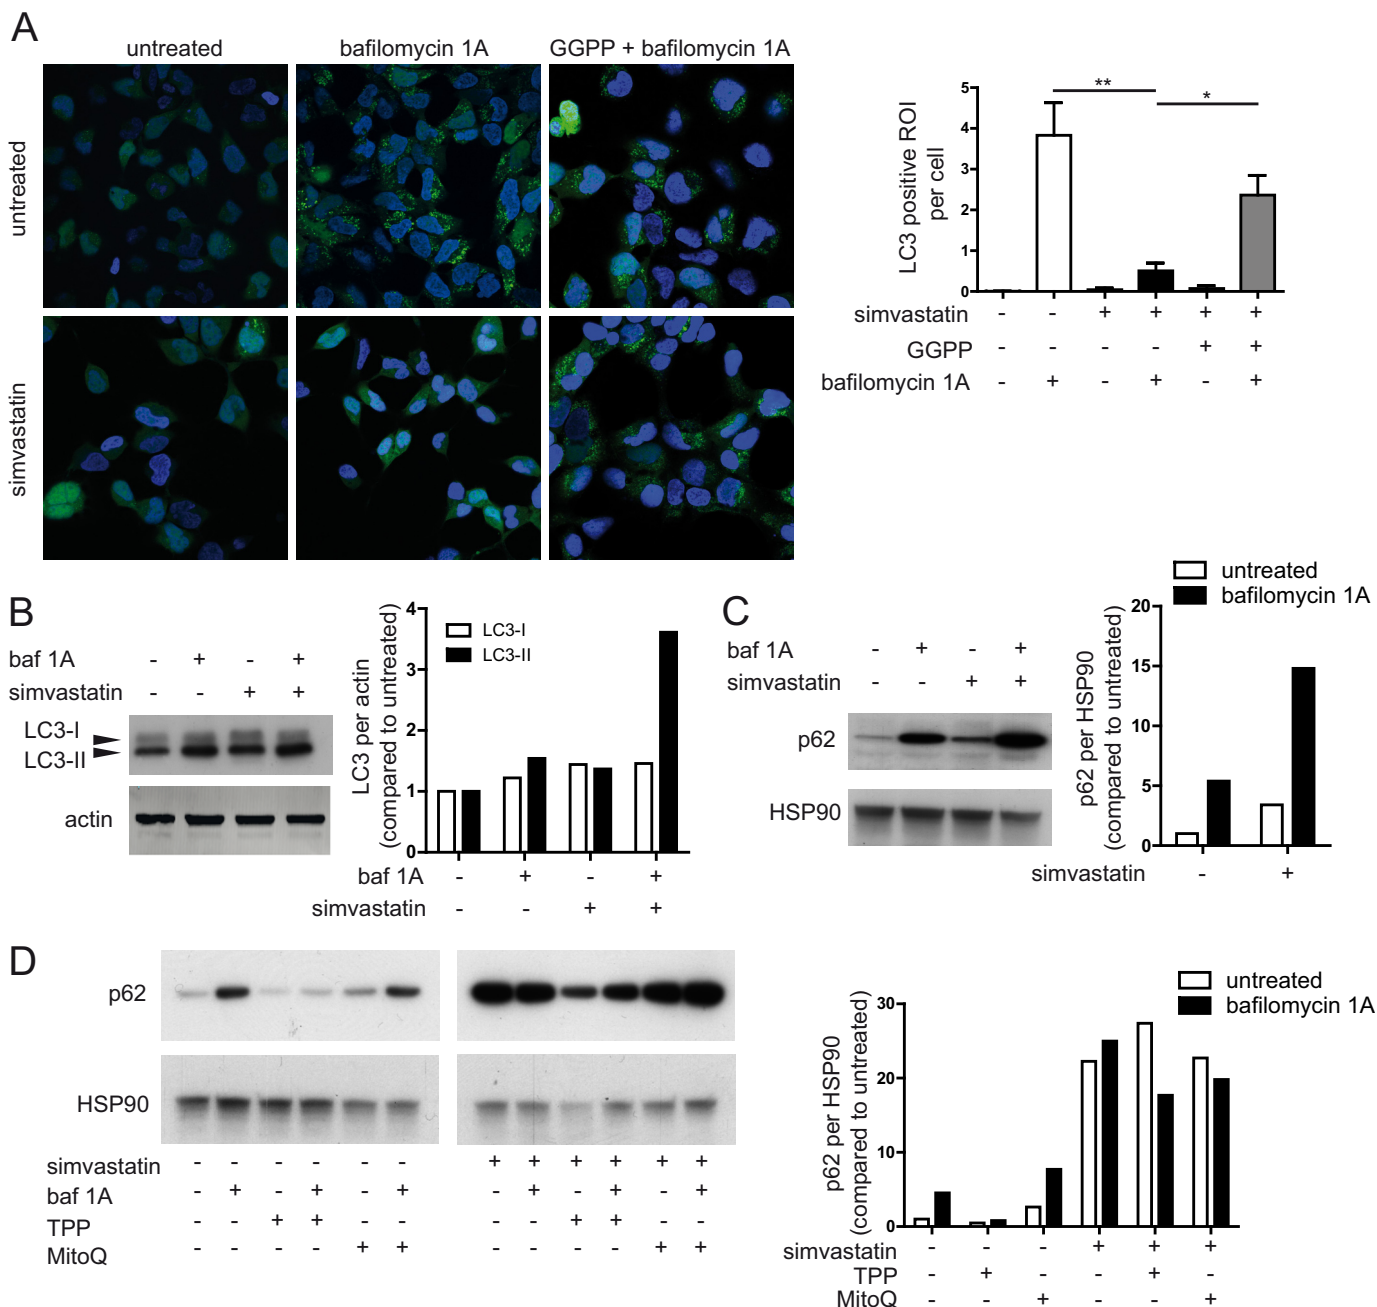 A
untreated bafilomycin 1A GGPP + bafilomycin 1A
untreated
simvastatin
LC3 positive ROI
per cell
5
4
3
2
1
0
** *
simvastatin - - + + + +
GGPP - - - - + +
bafilomycin 1A - + - + - +
B
baf 1A - + - +
simvastatin - - + +
LC3-I
LC3-II
actin
LC3 per actin
(compared to untreated)
4
3
2
1
0
LC3-I
LC3-II
baf 1A - + - +
simvastatin - - + +
C
baf 1A - + - +
simvastatin - - + +
p62
HSP90
untreated
bafilomycin 1A
p62 per HSP90
(compared to untreated)
20
15
10
5
0
simvastatin - +
D
p62
HSP90
simvastatin - - - - - - + + + + + +
baf 1A - + - + - + - + - + - +
TPP - - + + - - - - + + - -
MitoQ - - - - + + - - - - + +
untreated
bafilomycin 1A
p62 per HSP90
(compared to untreated)
30
20
10
0
simvastatin - - - + + +
TPP - + - - + -
MitoQ - - + - - +